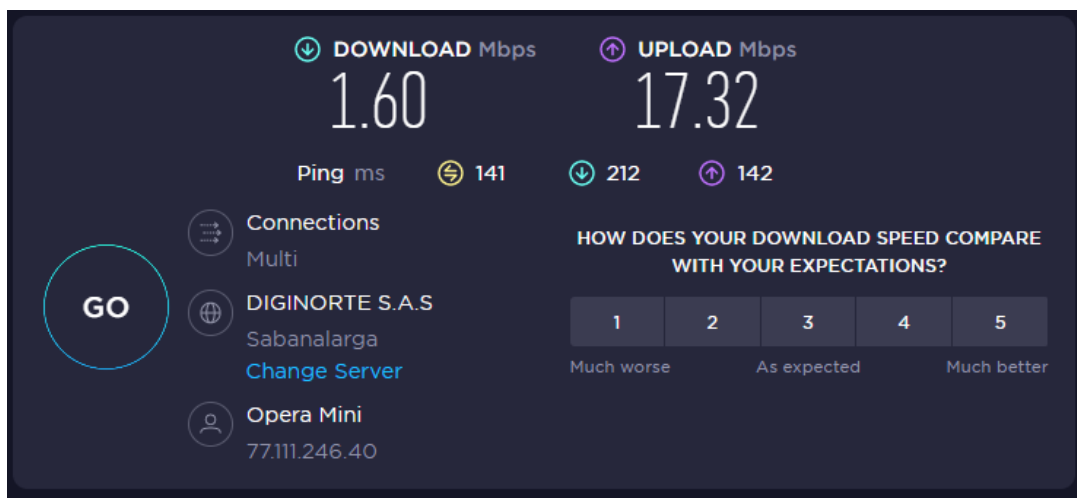 DOWNLOAD Mbps
1.60
UPLOAD Mbps
17.32
Ping ms 141 212 142
GO
Connections
Multi
DIGINORTE S.A.S
Sabanalarga
Change Server
Opera Mini
77.111.246.40
HOW DOES YOUR DOWNLOAD SPEED COMPARE
WITH YOUR EXPECTATIONS?
1 2 3 4 5
Much worse As expected Much better